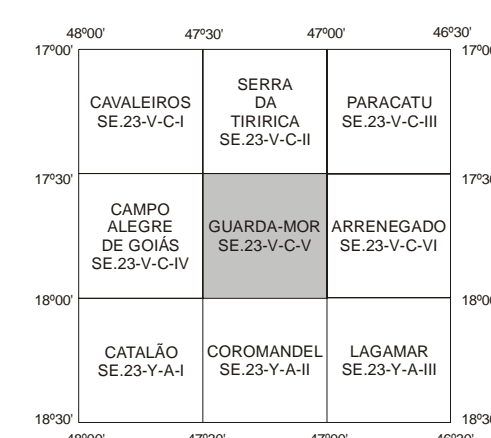 48º00' 47º30' 47º00' 46º30'
17º00'
CAVALEIROS
SE.23-V-C-I
SERRA
DA
TIRIRICA
SE.23-V-C-II
PARACATU
SE.23-V-C-III
17º30'
CAMPO
ALEGRE
DE GOIÁS
SE.23-V-C-IV
GUARDA-MOR
SE.23-V-C-V
ARRENEGADO
SE.23-V-C-VI
18º00'
CATALÃO
SE.23-Y-A-I
COROMANDEL
SE.23-Y-A-II
LAGAMAR
SE.23-Y-A-III
18º30'